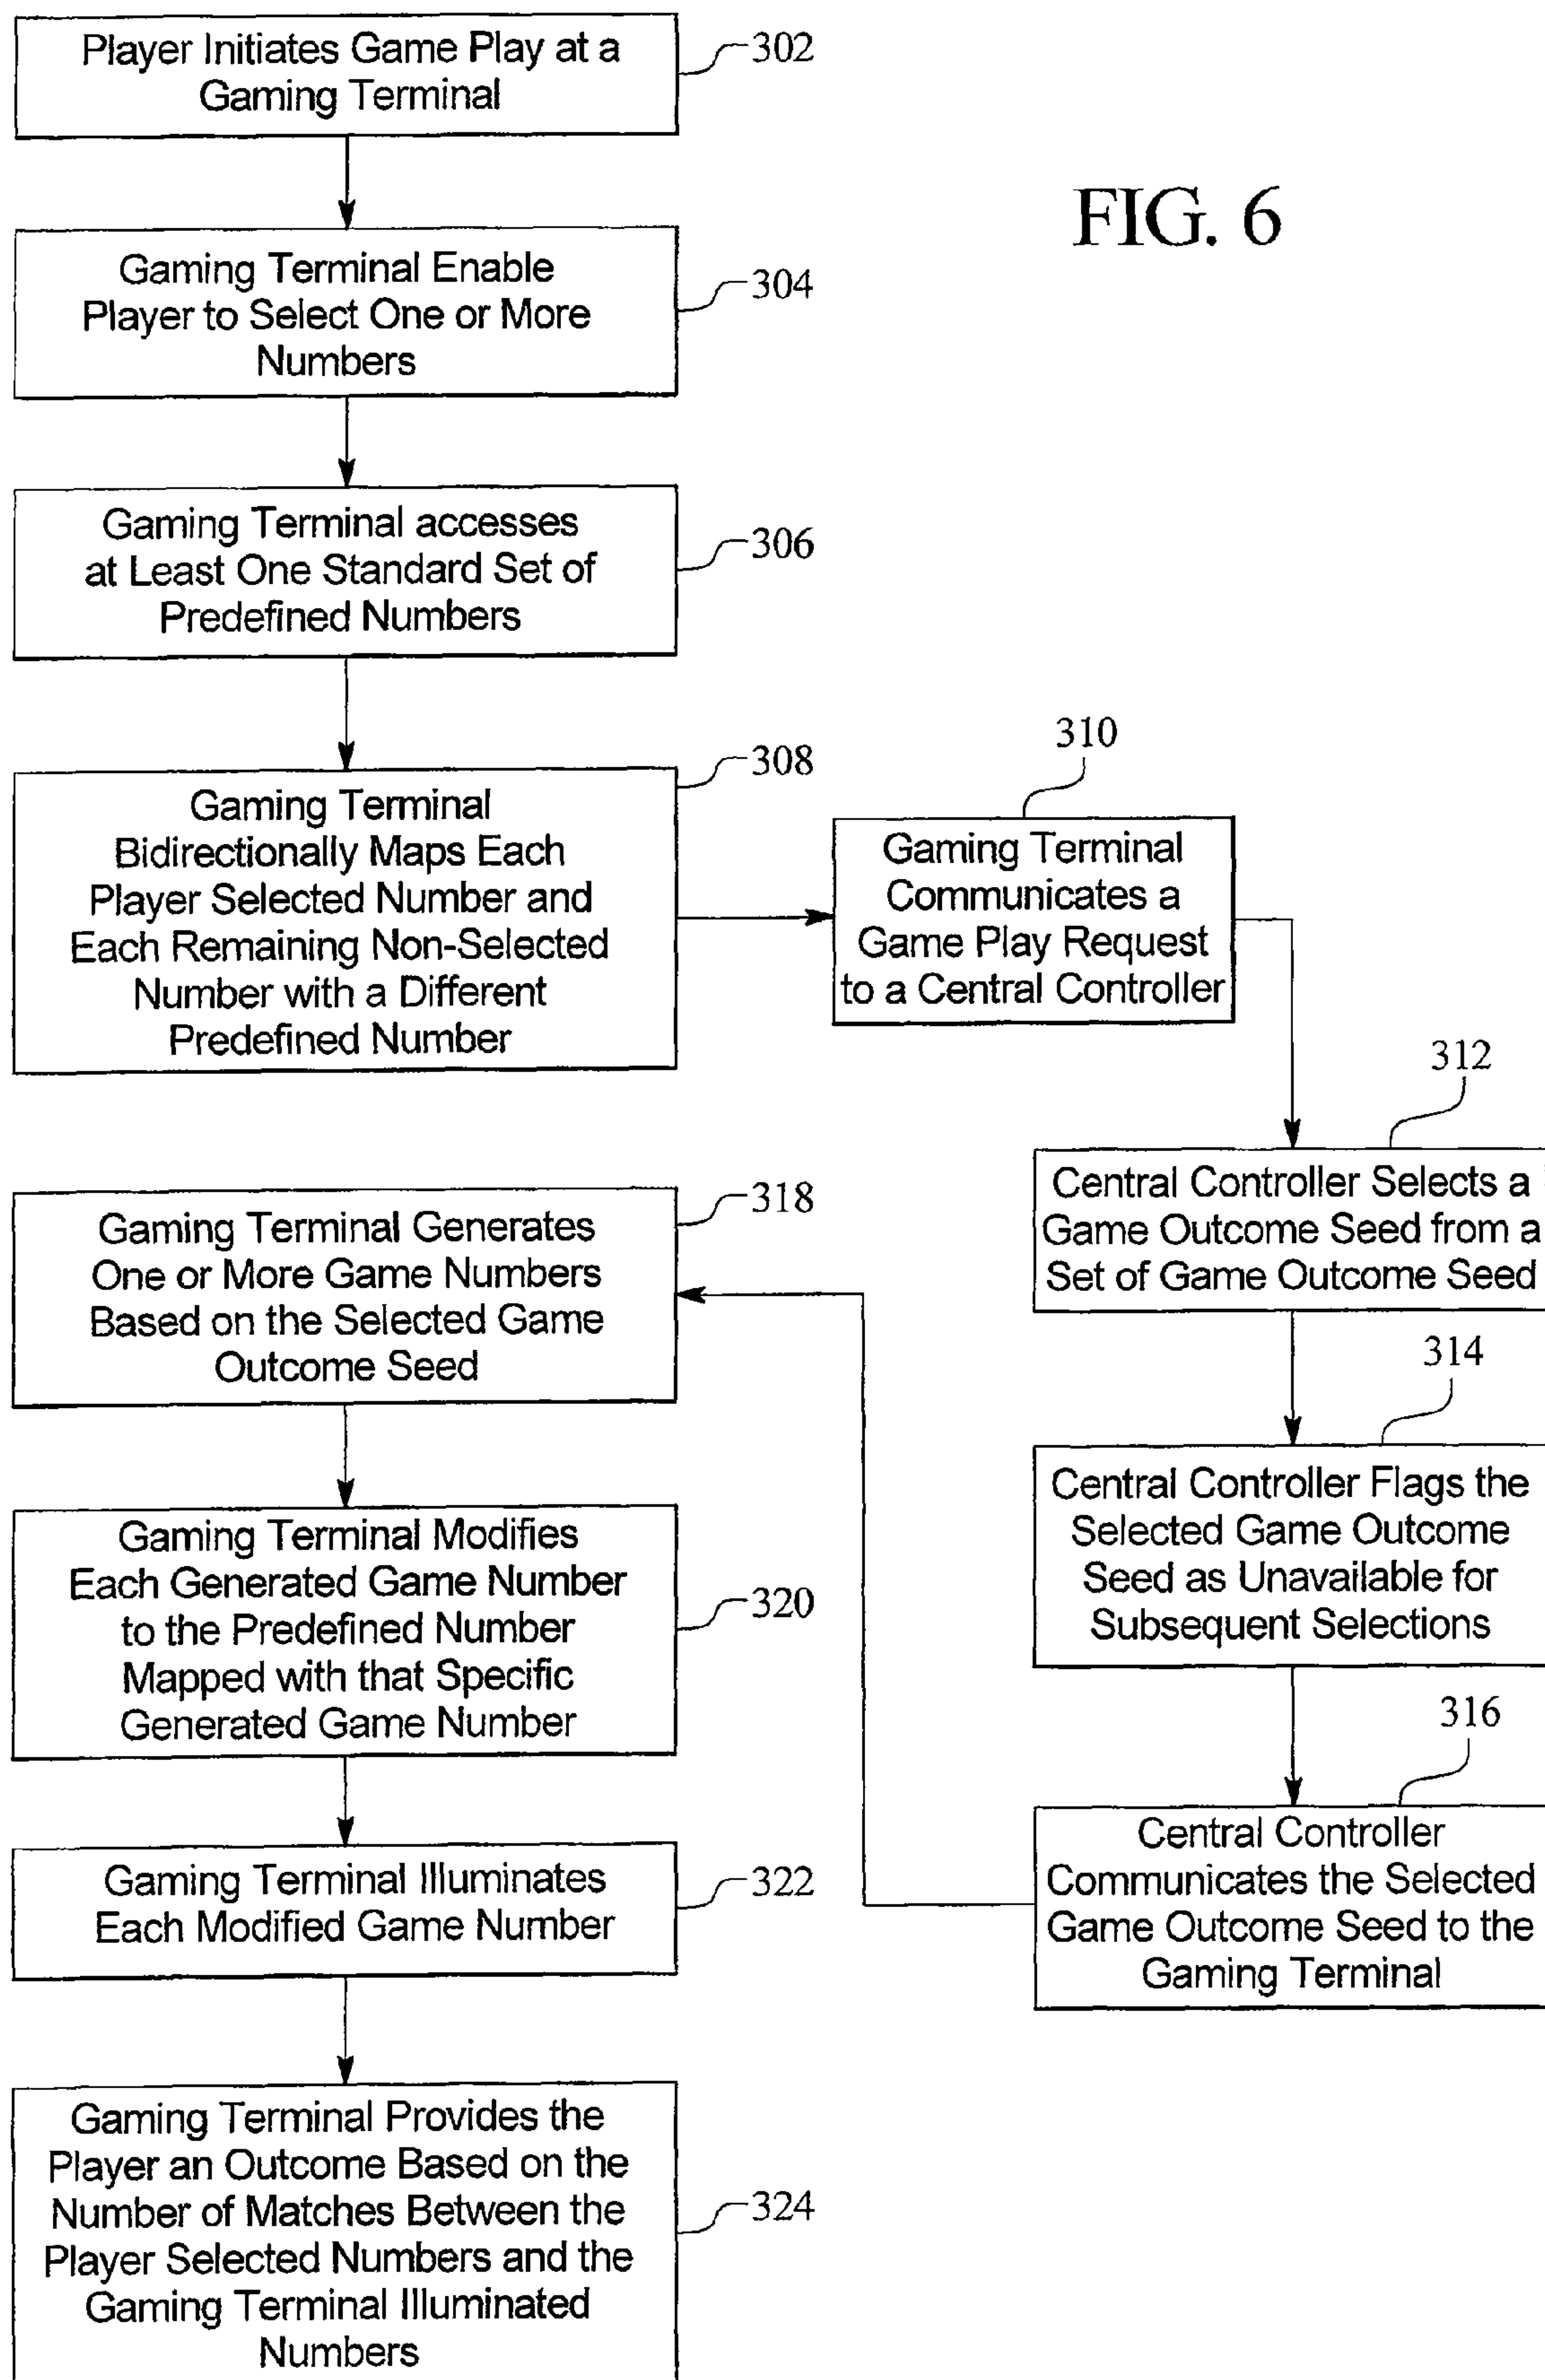 Player Initiates Game Play at a
Gaming Terminal
302
FIG. 6
Gaming Terminal Enable
Player to Select One or More
Numbers
304
Gaming Terminal accesses
at Least One Standard Set of
Predefined Numbers
306
Gaming Terminal
Bidirectionally Maps Each
Player Selected Number and
Each Remaining Non-Selected
Number with a Different
Predefined Number
308
310
Gaming Terminal
Communicates a
Game Play Request
to a Central Controller
312
Central Controller Selects a
Game Outcome Seed from a
Set of Game Outcome Seed
314
Central Controller Flags the
Selected Game Outcome
Seed as Unavailable for
Subsequent Selections
316
Central Controller
Communicates the Selected
Game Outcome Seed to the
Gaming Terminal
Gaming Terminal Generates
One or More Game Numbers
Based on the Selected Game
Outcome Seed
318
Gaming Terminal Modifies
Each Generated Game Number
to the Predefined Number
Mapped with that Specific
Generated Game Number
320
Gaming Terminal Illuminates
Each Modified Game Number
322
Gaming Terminal Provides the
Player an Outcome Based on the
Number of Matches Between the
Player Selected Numbers and the
Gaming Terminal Illuminated
Numbers
324